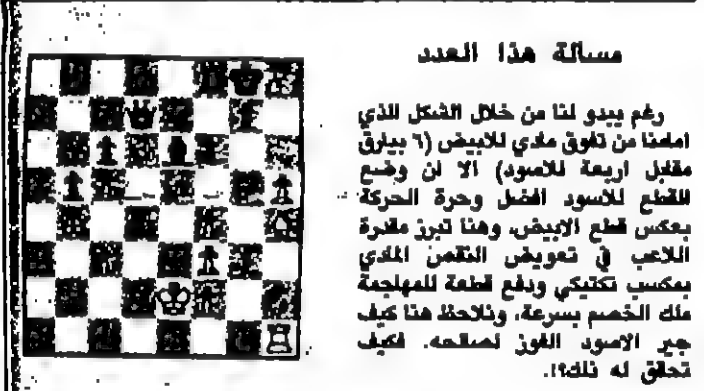 مسالة هذا العدد
رغم يبدو لنا من خلال الشكل الذي
امامنا من تفوق مادي للابيض (٦ بيارق
مقابل اربعة للاسود) الا ان وضع
القطع للاسود افضل وحرة الحركة
بعكس قطع الابيض، وهنا تبرز مقدرة
اللاعب في تعويض النقص المادي
بمكسب تكتيكي ودفع قطعة للمهاجمة
ملك الخصم بسرعة، ونلاحظ هنا كيف
جير الاسود الفوز لصالحه. فكيف
تحقق له ذلك؟!.